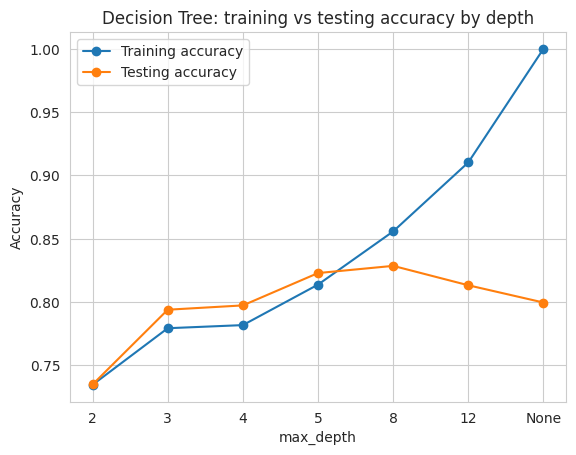 Decision Tree: training vs testing accuracy by depth
Training accuracy
Testing accuracy
1.00
0.95
0.90
0.85
0.80
0.75
Accuracy
2 3 4 5 8 12 None
max_depth